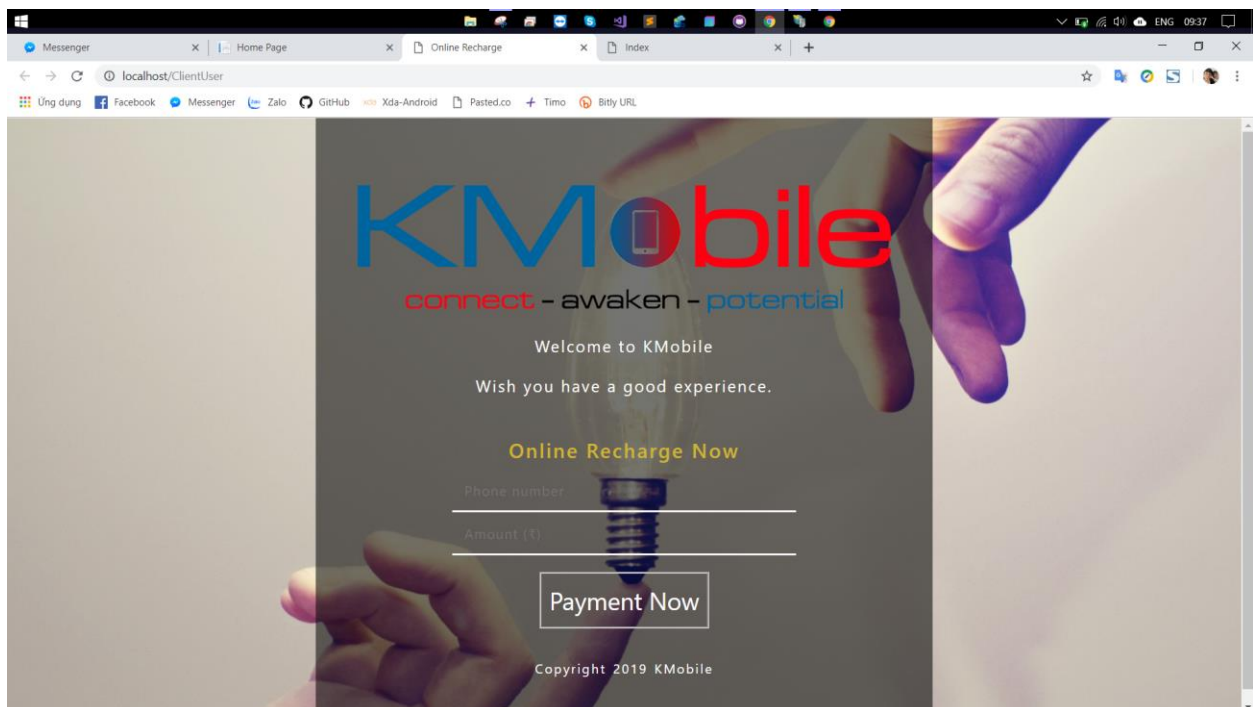 ENG 09:37
Messenger
Home Page
Online Recharge
Index
localhost/ClientUser
Ứng dụng Facebook Messenger Zalo GitHub Xda-Android Pasted.co Timo Bitly URL
KMobile
connect - awaken - potential
Welcome to KMobile
Wish you have a good experience.
Online Recharge Now
Phone number
Amount (₹)
Payment Now
Copyright 2019 KMobile